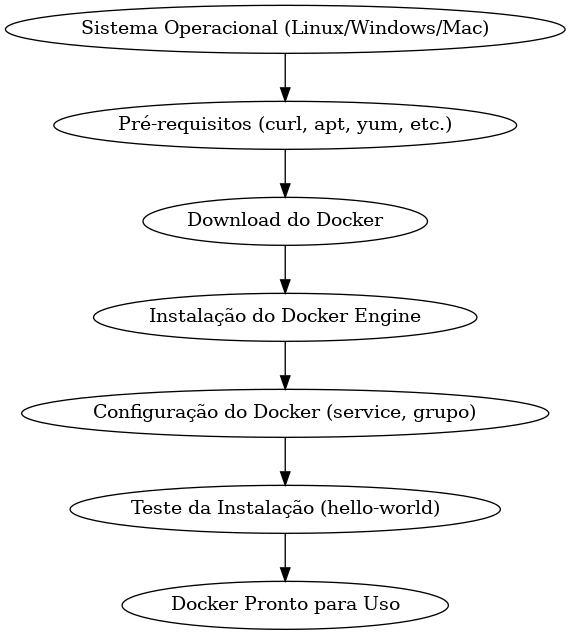 Sistema Operacional (Linux/Windows/Mac)
Pré-requisitos (curl, apt, yum, etc.)
Download do Docker
Instalação do Docker Engine
Configuração do Docker (service, grupo)
Teste da Instalação (hello-world)
Docker Pronto para Uso